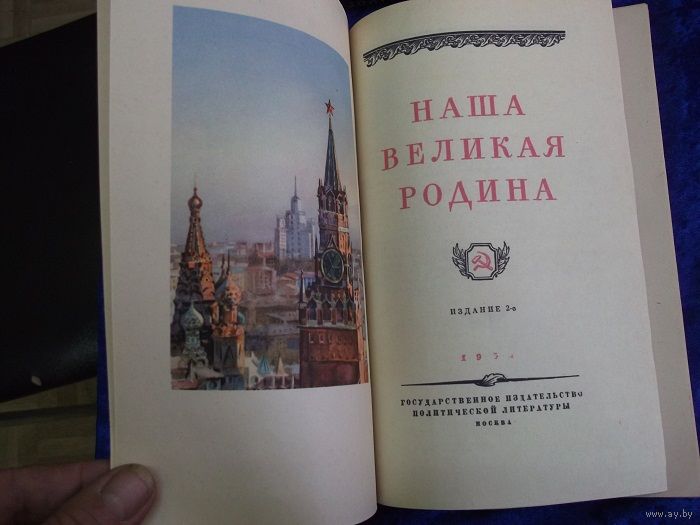 НАША
ВЕЛИКАЯ
РОДИНА
ИЗДАНИЕ 2-е
ГОСУДАРСТВЕННОЕ ИЗДАТЕЛЬСТВО
ПОЛИТИЧЕСКОЙ ЛИТЕРАТУРЫ
МОСКВА
www.ay.by